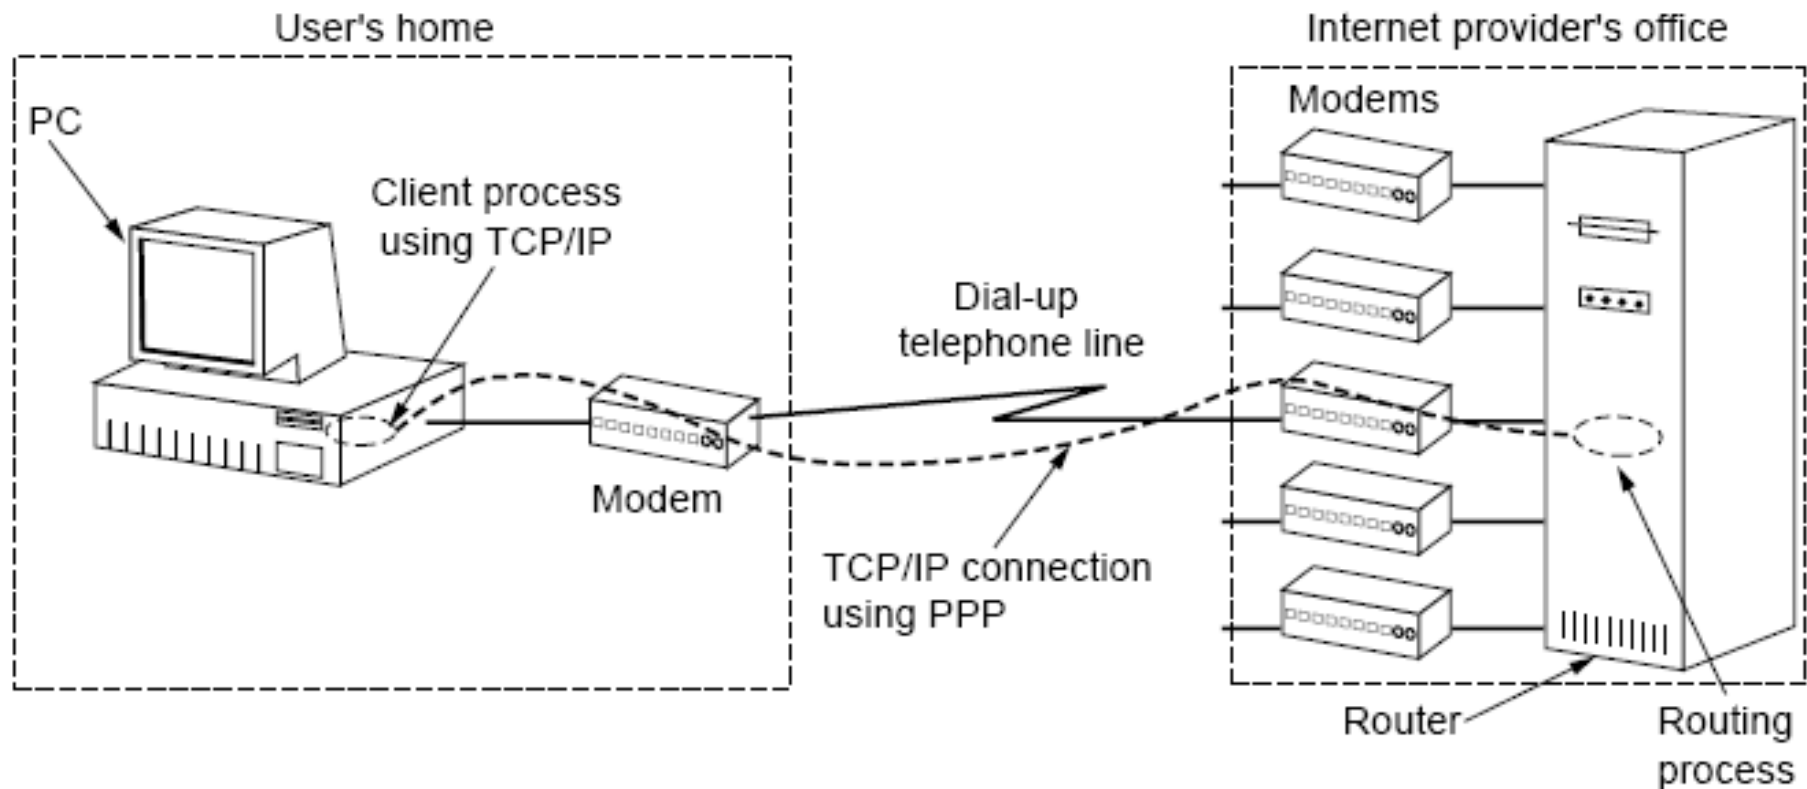 User's home
Internet provider's office
PC
Modems
Client process
using TCP/IP
Dial-up
telephone line
Modem
TCP/IP connection
using PPP
Router
Routing
process